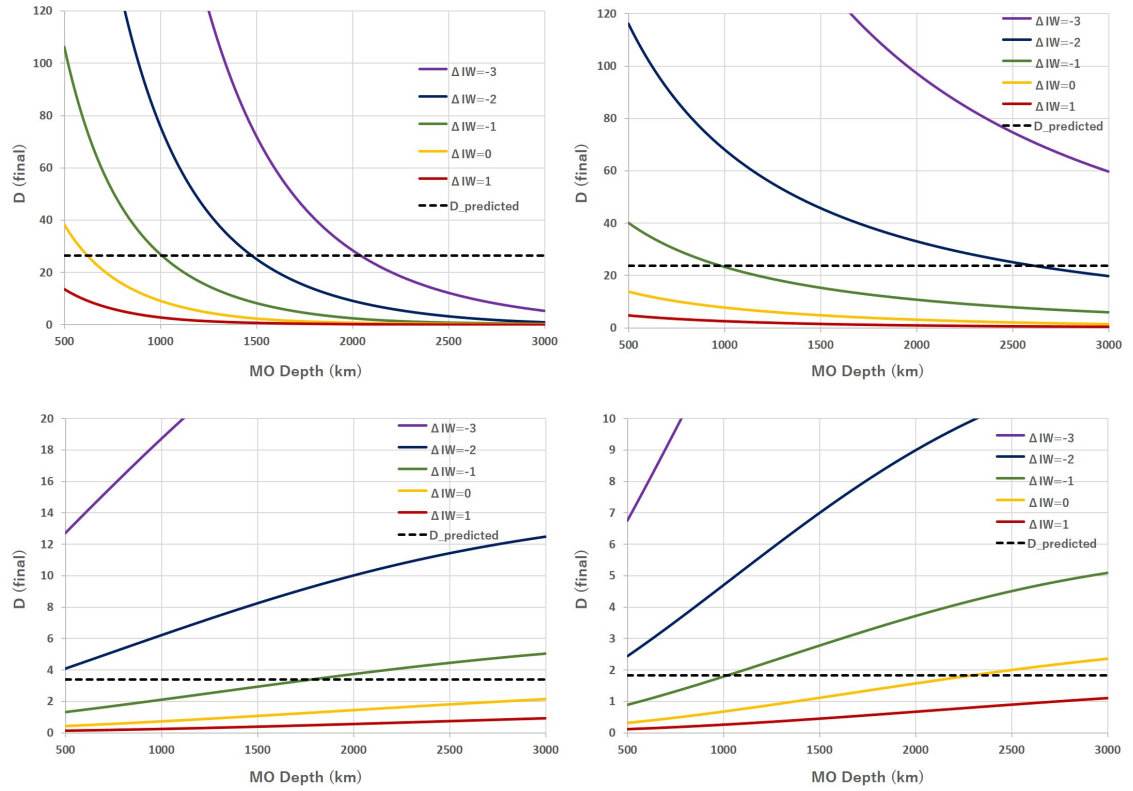 120
100
80
60
40
20
0
D (final)
500 1000 1500 2000 2500 3000
MO Depth (km)
Δ IW=-3
Δ IW=-2
Δ IW=-1
Δ IW=0
Δ IW=1
D_predicted
120
100
80
60
40
20
0
D (final)
500 1000 1500 2000 2500 3000
MO Depth (km)
Δ IW=-3
Δ IW=-2
Δ IW=-1
Δ IW=0
Δ IW=1
D_predicted
20
18
16
14
12
10
8
6
4
2
0
D (final)
500 1000 1500 2000 2500 3000
MO Depth (km)
Δ IW=-3
Δ IW=-2
Δ IW=-1
Δ IW=0
Δ IW=1
D_predicted
10
9
8
7
6
5
4
3
2
1
0
D (final)
500 1000 1500 2000 2500 3000
MO Depth (km)
Δ IW=-3
Δ IW=-2
Δ IW=-1
Δ IW=0
Δ IW=1
D_predicted